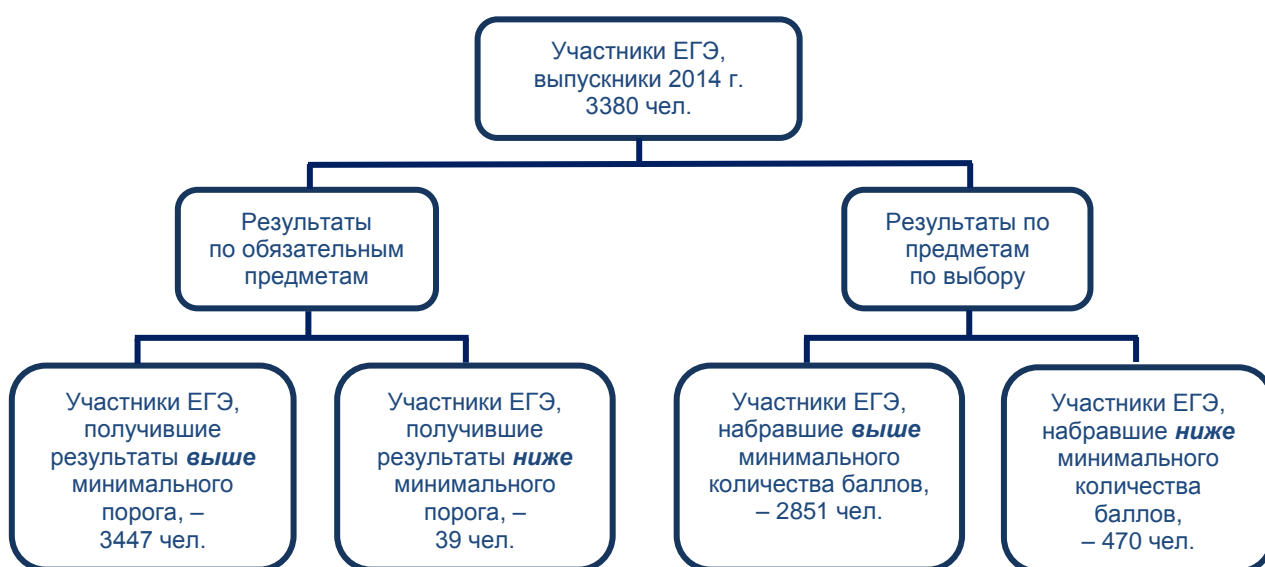 Участники ЕГЭ,
выпускники 2014 г.
3380 чел.
Результаты
по обязательным
предметам
Результаты по
предметам
по выбору
Участники ЕГЭ,
получившие
результаты выше
минимального
порога, –
3447 чел.
Участники ЕГЭ,
получившие
результаты ниже
минимального
порога, –
39 чел.
Участники ЕГЭ,
набравшие выше
минимального
количества баллов,
– 2851 чел.
Участники ЕГЭ,
набравшие ниже
минимального
количества
баллов,
– 470 чел.